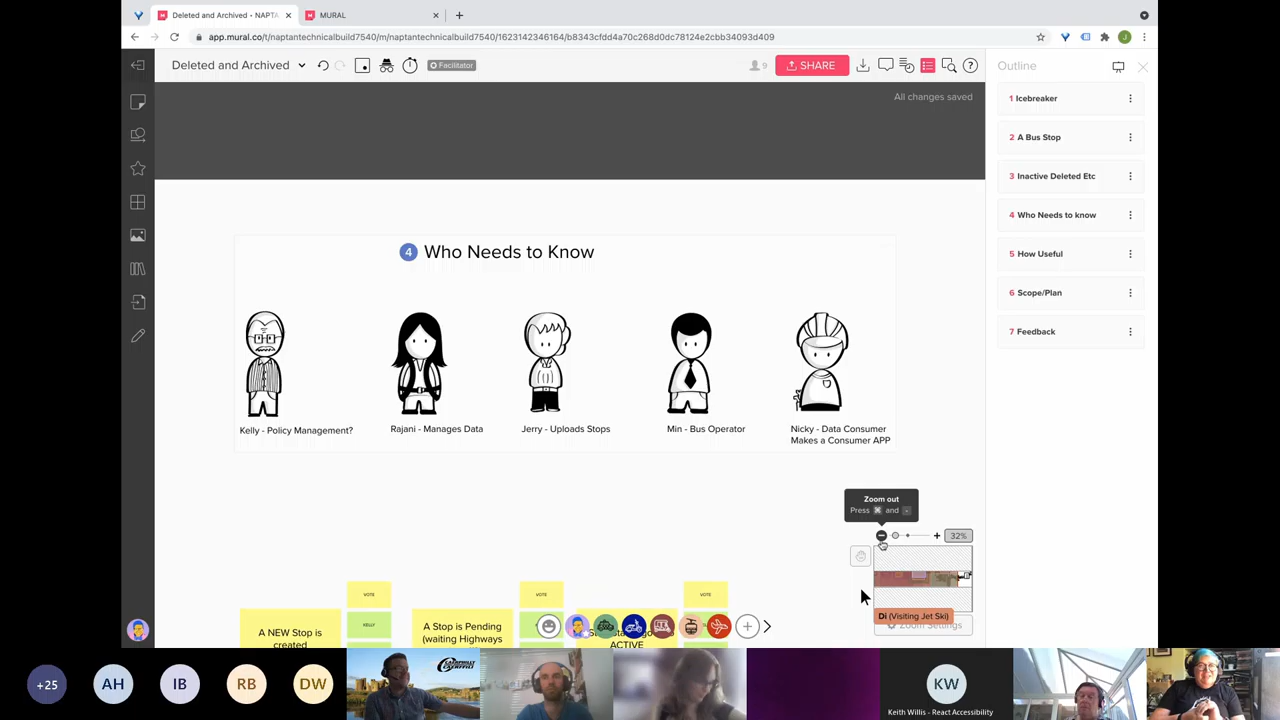 Deleted and Archived • NAPTA
MURAL
app.mural.co/t/naptantechnicalbuild7540/m/naptantechnicalbuild7540/1623142346164/b8343cfdd4a70c268d0dc78124e2cbb34093d409
J
Deleted and Archived
Facilitator
9
SHARE
Outline
All changes saved
1 Icebreaker
2 A Bus Stop
3 Inactive Deleted Etc
4 Who Needs to know
5 How Useful
6 Scope/Plan
7 Feedback
4 Who Needs to Know
Kelly - Policy Management?
Rajani - Manages Data
Jerry - Uploads Stops
Min - Bus Operator
Nicky - Data Consumer
Makes a Consumer APP
Zoom out
Press ⌘ and -
32%
VOTE
VOTE
VOTE
KELLY
A NEW Stop is
created
A Stop is Pending
(waiting Highways
ACTIVE
Di (Visiting Jet Ski)
Zoom Settings
+25
AH
IB
RB
DW
KW
Keith Willis - React Accessibility